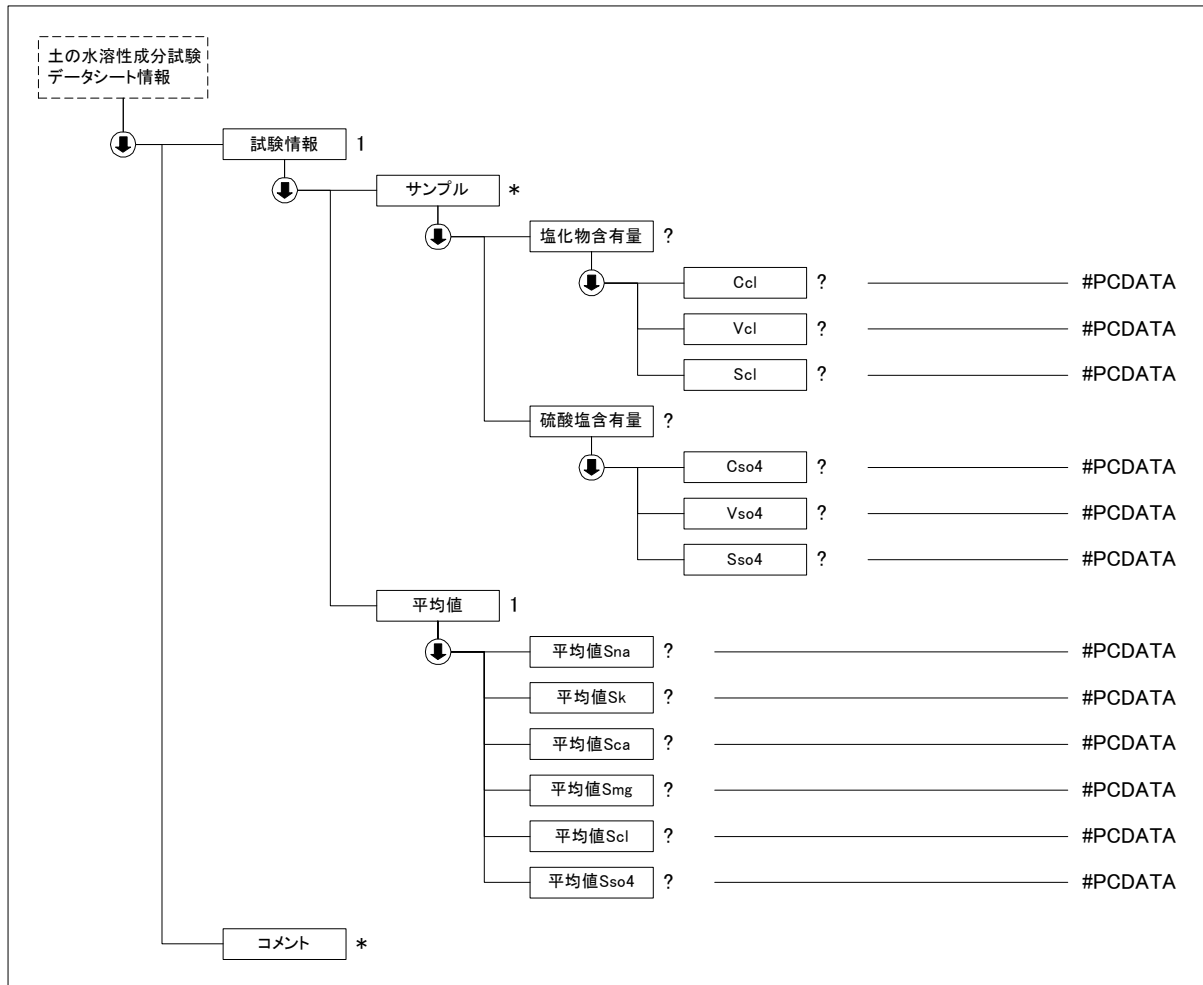 土の水溶性成分試験
データシート情報
試験情報 1
サンプル *
塩化物含有量 ?
Ccl ? #PCDATA
Vcl ? #PCDATA
Scl ? #PCDATA
硫酸塩含有量 ?
Cso4 ? #PCDATA
Vso4 ? #PCDATA
Sso4 ? #PCDATA
平均値 1
平均値Sna ? #PCDATA
平均値Sk ? #PCDATA
平均値Sca ? #PCDATA
平均値Smg ? #PCDATA
平均値Scl ? #PCDATA
平均値Sso4 ? #PCDATA
コメント *